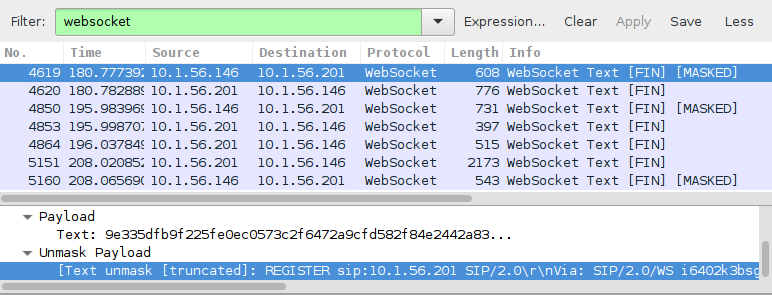 Filter: websocket Expression... Clear Apply Save Less
No. Time Source Destination Protocol Length Info
4619 180.777392 10.1.56.146 10.1.56.201 WebSocket 608 WebSocket Text [FIN] [MASKED]
4620 180.782889 10.1.56.201 10.1.56.146 WebSocket 776 WebSocket Text [FIN]
4850 195.983969 10.1.56.146 10.1.56.201 WebSocket 731 WebSocket Text [FIN] [MASKED]
4853 195.998707 10.1.56.201 10.1.56.146 WebSocket 397 WebSocket Text [FIN]
4864 196.037849 10.1.56.201 10.1.56.146 WebSocket 515 WebSocket Text [FIN]
5151 208.020852 10.1.56.201 10.1.56.146 WebSocket 2173 WebSocket Text [FIN]
5160 208.065690 10.1.56.146 10.1.56.201 WebSocket 543 WebSocket Text [FIN] [MASKED]
Payload
Text: 9e335dfb9f225fe0ec0573c2f6472a9cfd582f84e2442a83...
Unmask Payload
[Text unmask [truncated]: REGISTER sip:10.1.56.201 SIP/2.0\r\nVia: SIP/2.0/WS i6402k3bsg